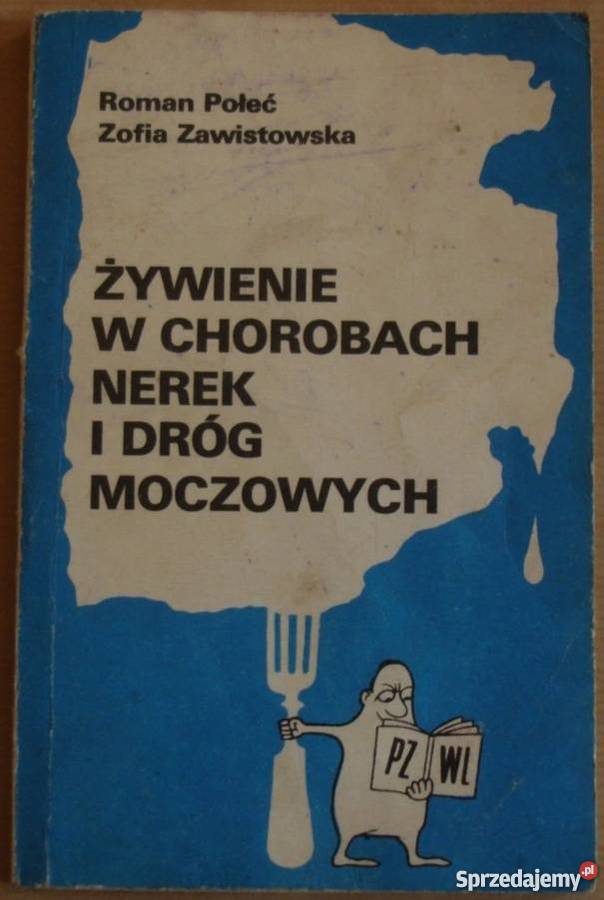 Roman Połeć
Zofia Zawistowska
ŻYWIENIE
W CHOROBACH
NEREK
I DRÓG
MOCZOWYCH
PZ WL
Sprzedajemy.pl